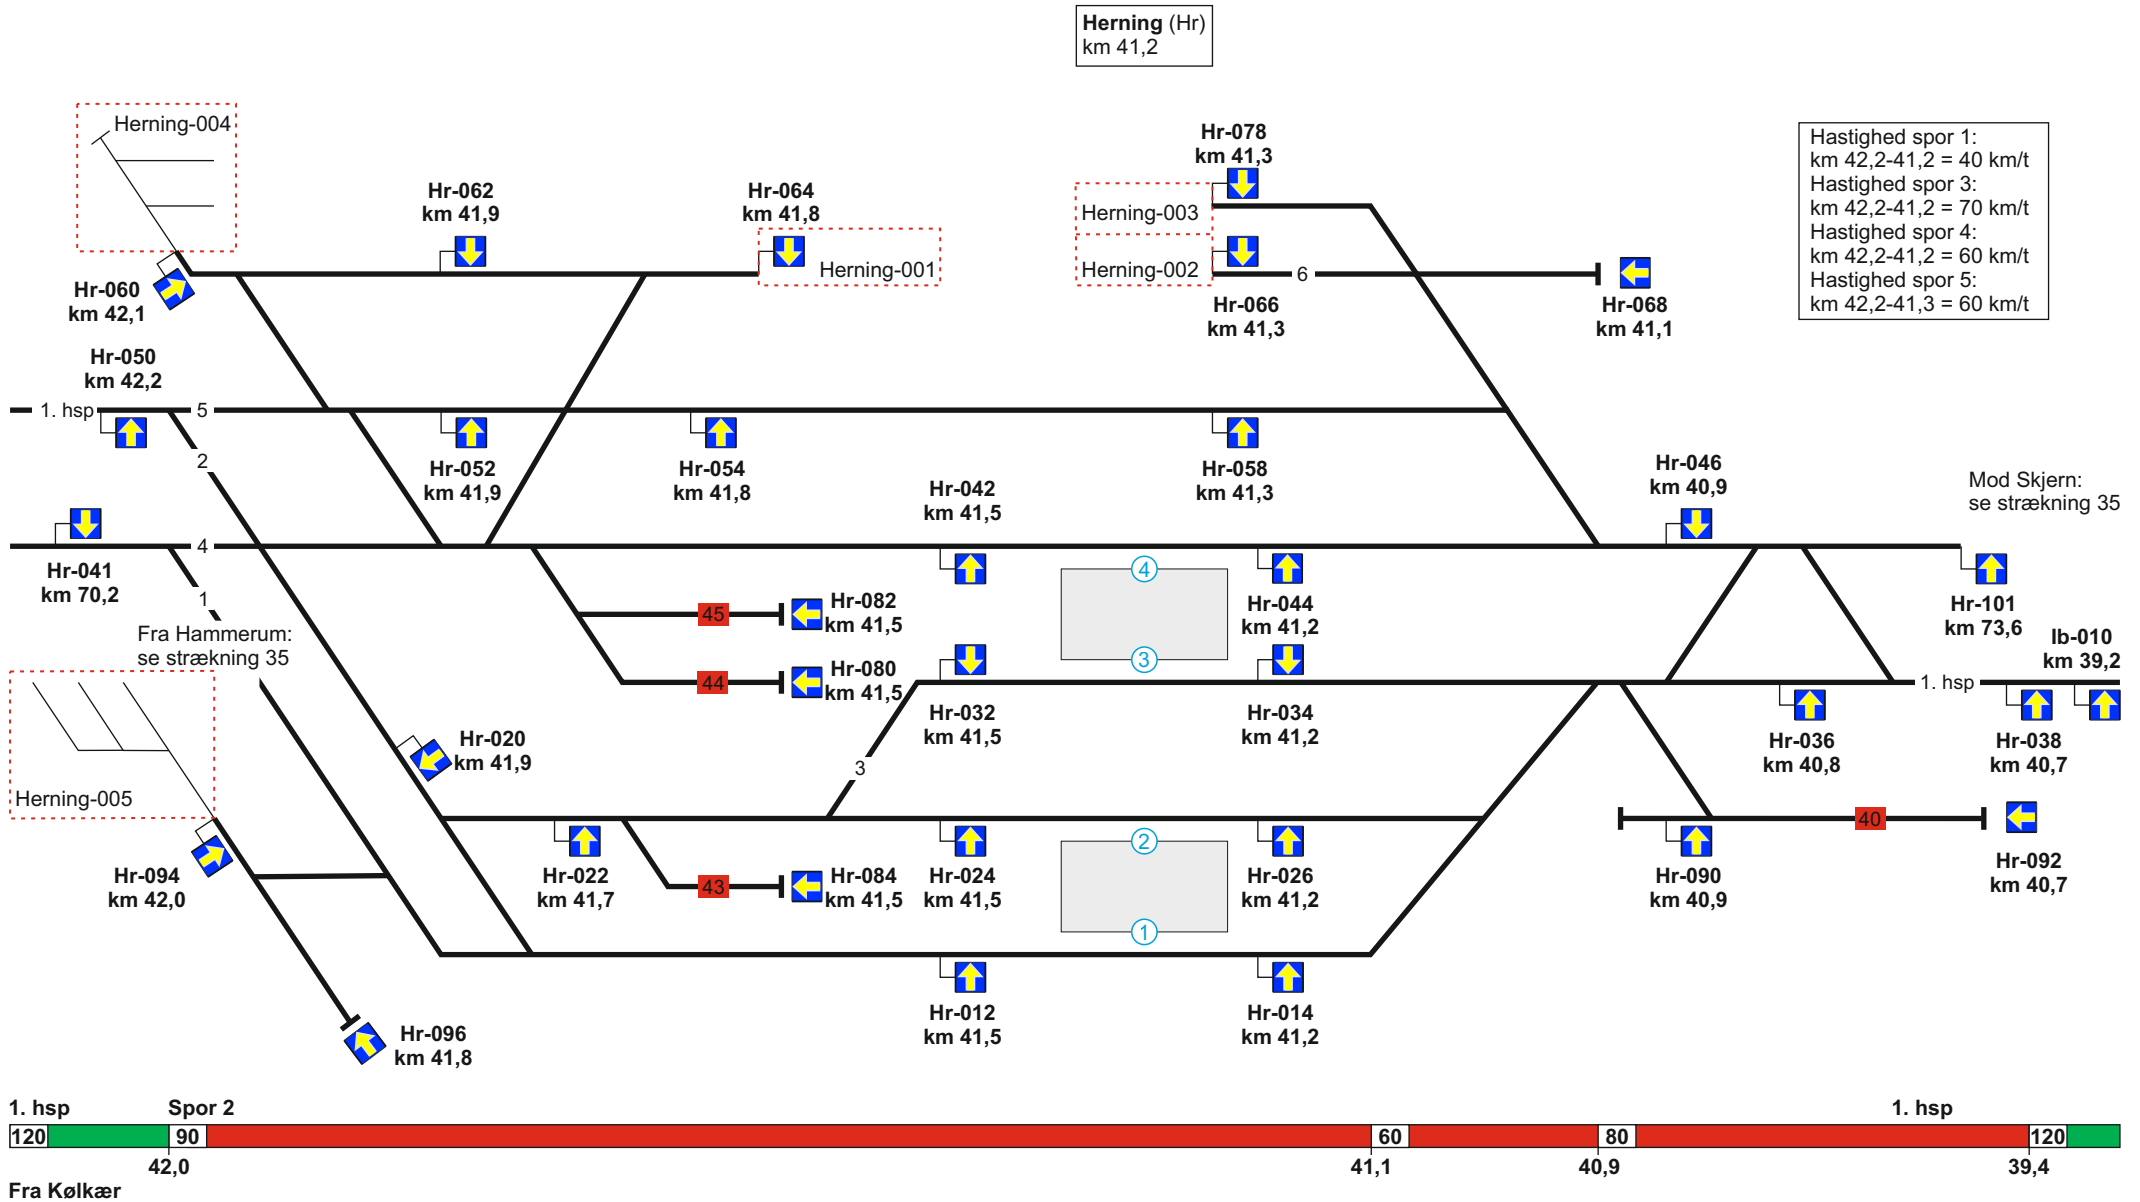 Herning (Hr)
km 41,2
Herning-004
Hr-078
km 41,3
Hastighed spor 1:
km 42,2-41,2 = 40 km/t
Hastighed spor 3:
km 42,2-41,2 = 70 km/t
Hastighed spor 4:
km 42,2-41,2 = 60 km/t
Hastighed spor 5:
km 42,2-41,3 = 60 km/t
Hr-062
km 41,9
Hr-064
km 41,8
Herning-003
Herning-001
Herning-002
6
Hr-060
km 42,1
Hr-066
km 41,3
Hr-068
km 41,1
Hr-050
km 42,2
1. hsp
5
2
Hr-052
km 41,9
Hr-054
km 41,8
Hr-058
km 41,3
Hr-042
km 41,5
Hr-046
km 40,9
Mod Skjern:
se strækning 35
4
Hr-041
km 70,2
1
4
Hr-082
km 41,5
45
Hr-044
km 41,2
Hr-101
km 73,6
Ib-010
km 39,2
Fra Hammerum:
se strækning 35
3
Hr-080
km 41,5
44
1. hsp
Hr-032
km 41,5
Hr-034
km 41,2
Hr-036
km 40,8
Hr-038
km 40,7
Hr-020
km 41,9
3
Herning-005
40
2
Hr-094
km 42,0
Hr-022
km 41,7
43
Hr-084
km 41,5
Hr-024
km 41,5
Hr-026
km 41,2
Hr-090
km 40,9
Hr-092
km 40,7
1
Hr-096
km 41,8
Hr-012
km 41,5
Hr-014
km 41,2
1. hsp
Spor 2
1. hsp
120
90
60
80
120
42,0
41,1
40,9
39,4
Fra Kølkær